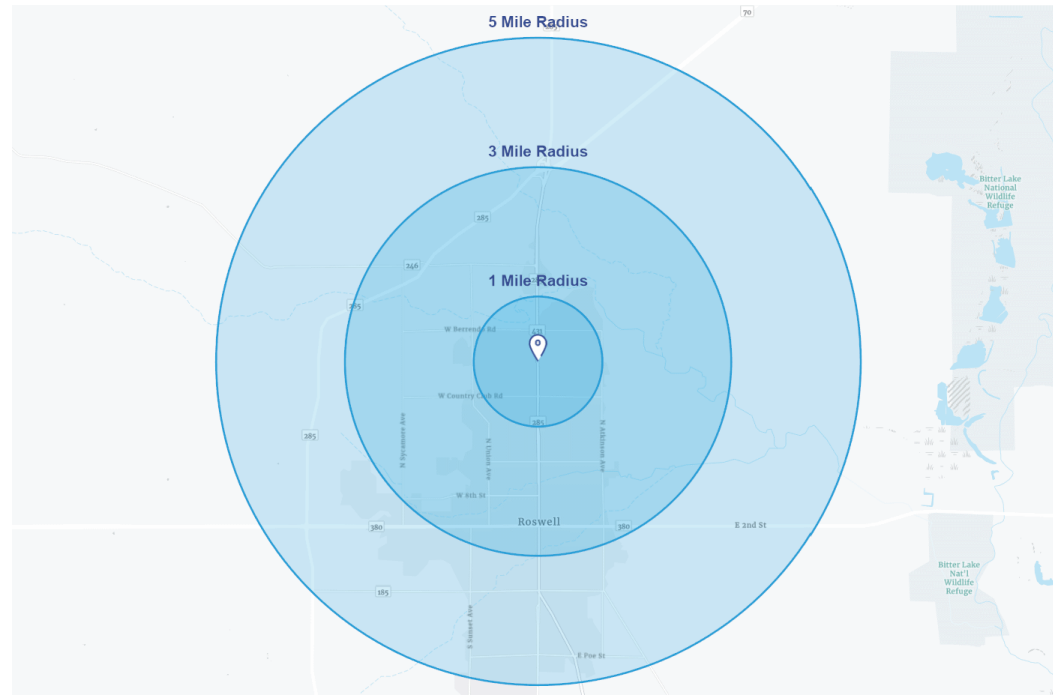 70
5 Mile Radius
285
3 Mile Radius
Bitter Lake
National
Wildlife
Refuge
285
246
1 Mile Radius
285
W Berrendo Rd
W Country Club Rd
285
N Sycamore Ave
N Union Ave
N Atkinson Ave
285
W 8th St
Roswell
380
380
E 2nd St
Bitter Lake
Nat'l
Wildlife
Refuge
285
S Sunset Ave
E Poe St